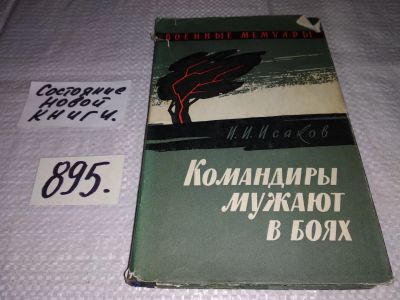 Состояние
новой
книги.
895.
ВОЕННЫЕ МЕМУАРЫ
И.И.Исаков
Командиры
мужают
в боях